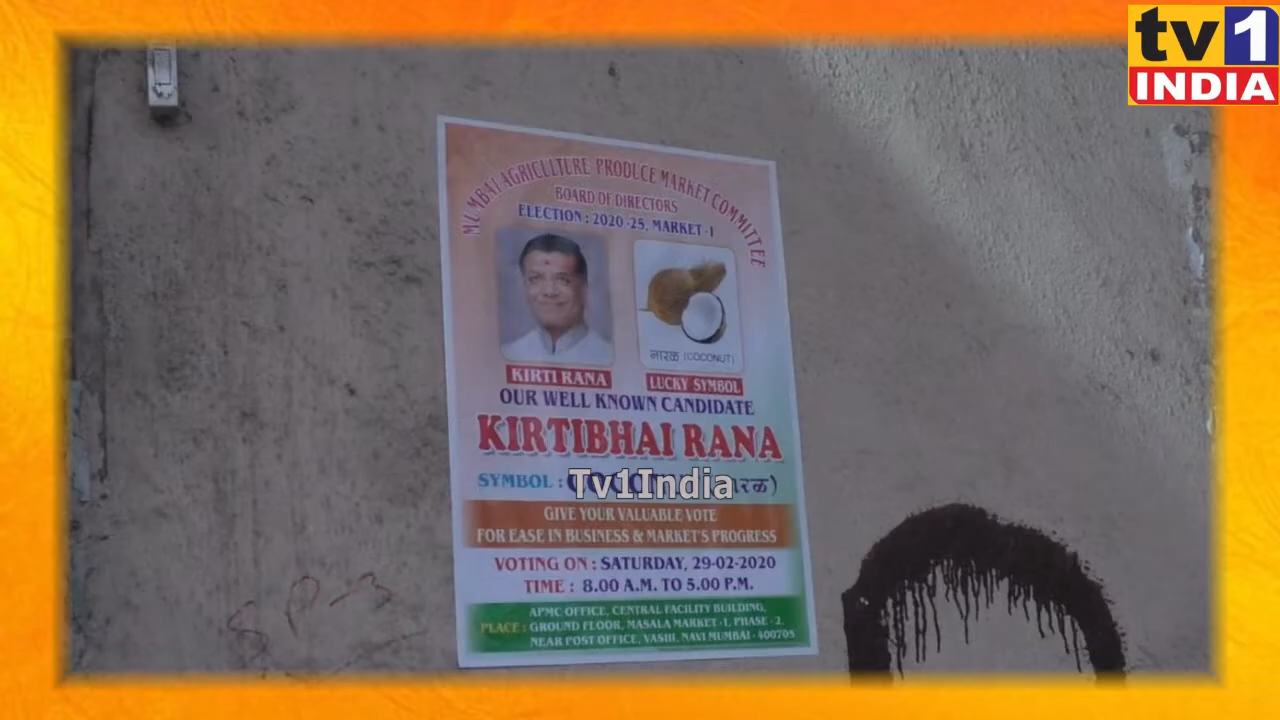 tv1
INDIA
MUMBAI AGRICULTURE PRODUCE MARKET COMMITTEE
BOARD OF DIRECTORS
ELECTION : 2020-25, MARKET-1
नारळ (COCONUT)
KIRTI RANA
LUCKY SYMBOL
OUR WELL KNOWN CANDIDATE
KIRTIBHAI RANA
SYMBOL :
Tv1India
GIVE YOUR VALUABLE VOTE
FOR EASE IN BUSINESS & MARKET'S PROGRESS
VOTING ON : SATURDAY, 29-02-2020
TIME : 8.00 A.M. TO 5.00 P.M.
PLACE : APMC OFFICE, CENTRAL FACILITY BUILDING,
GROUND FLOOR, MASALA MARKET-1, PHASE-2,
NEAR POST OFFICE, VASHI, NAVI MUMBAI - 400705